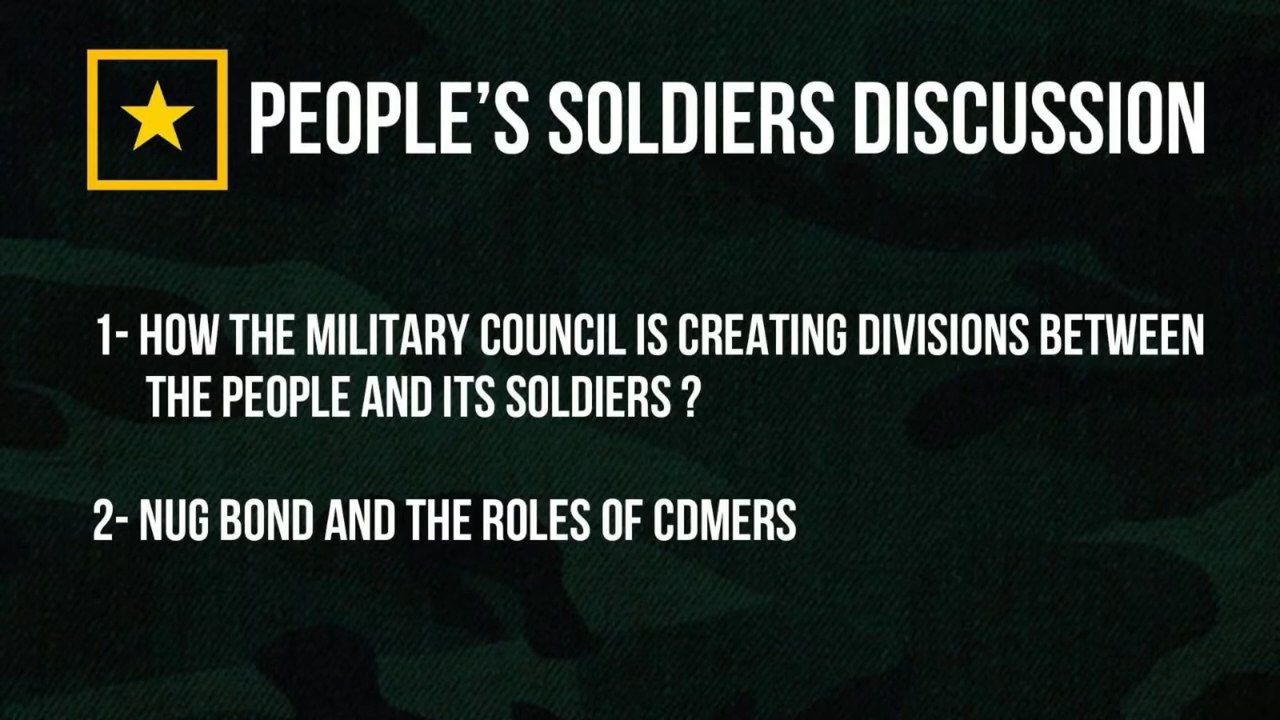 PEOPLE'S SOLDIERS DISCUSSION
1- HOW THE MILITARY COUNCIL IS CREATING DIVISIONS BETWEEN
THE PEOPLE AND ITS SOLDIERS ?
2- NUG BOND AND THE ROLES OF CDMERS